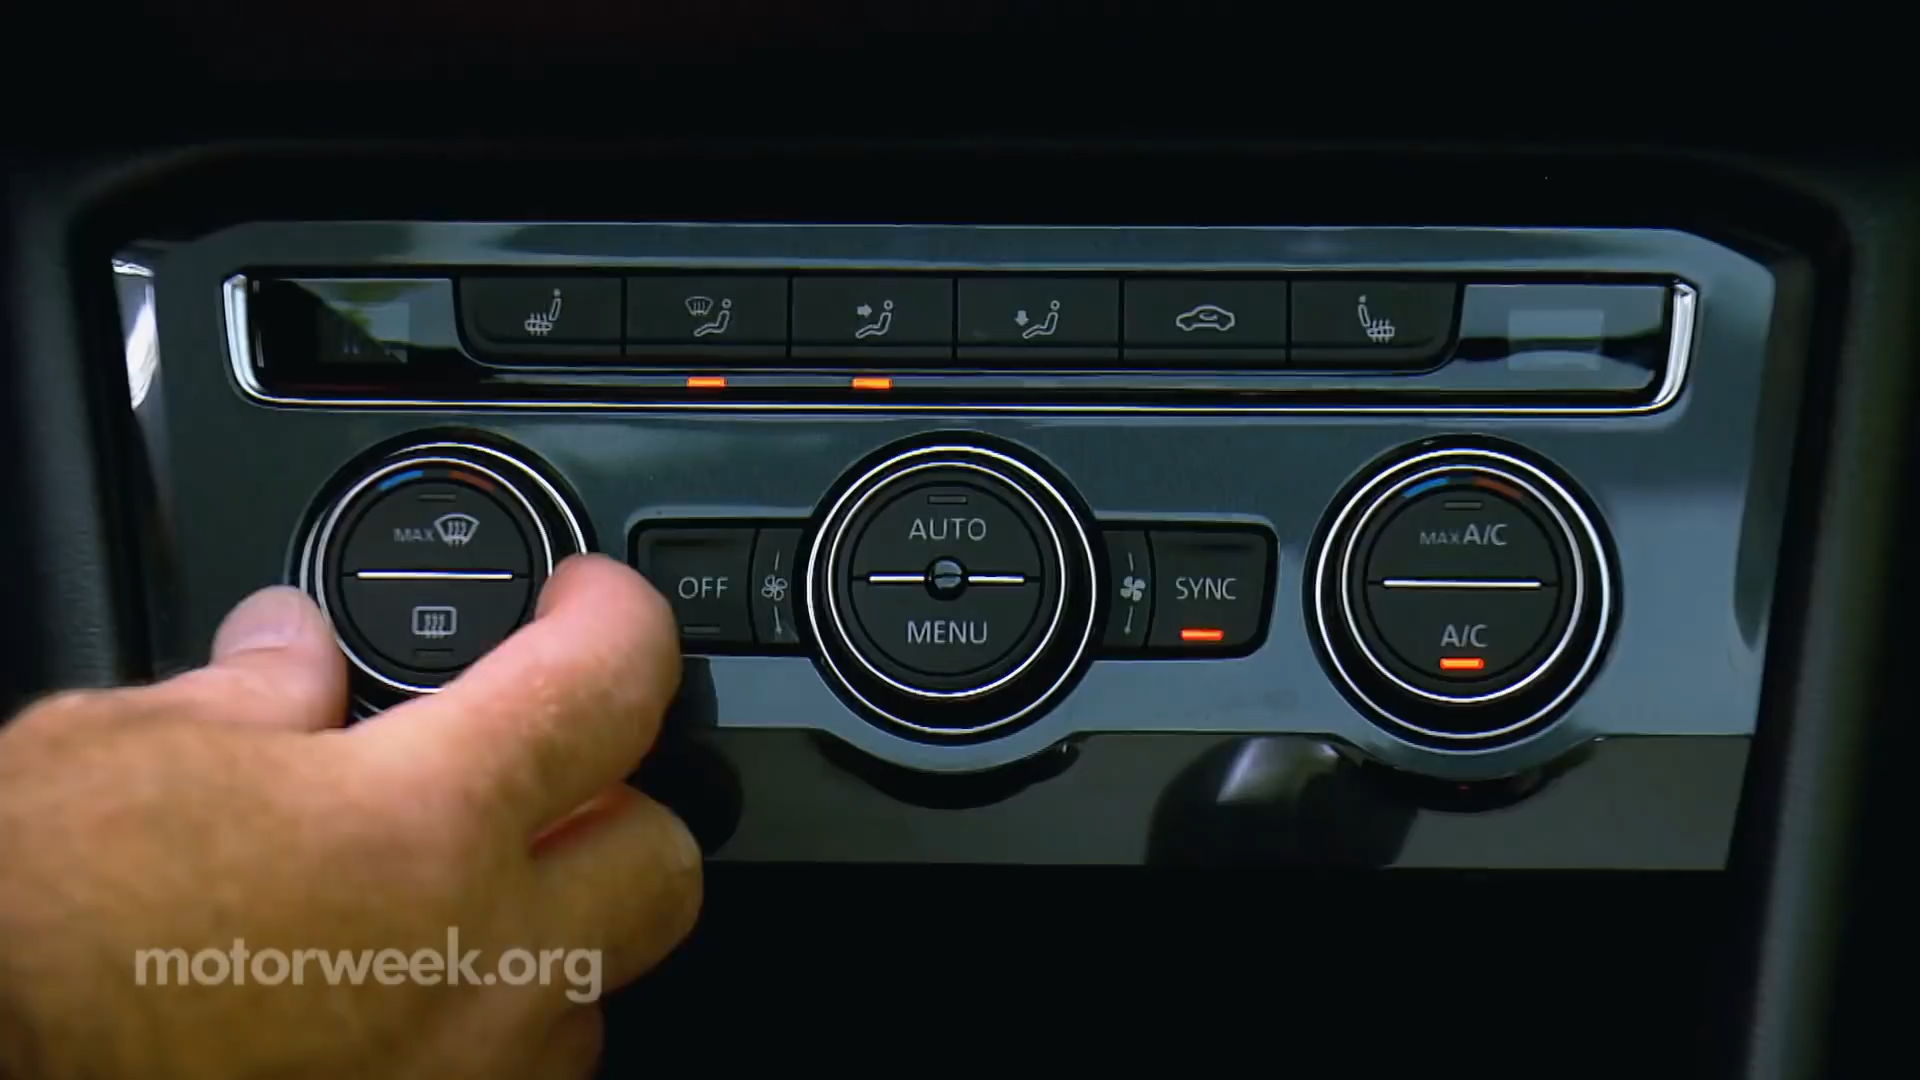 MAX
AUTO
MAX A/C
OFF
SYNC
MENU
A/C
motorweek.org